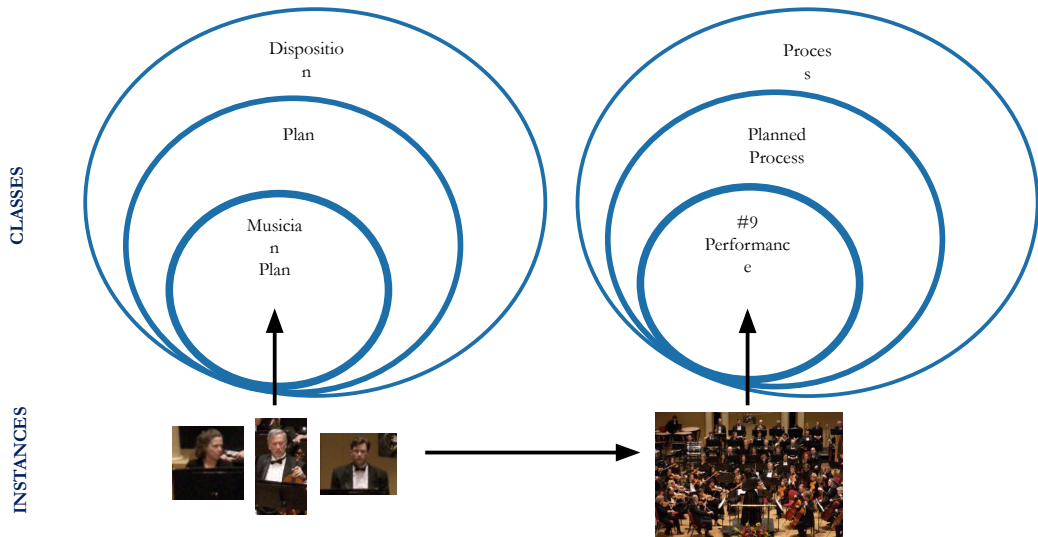 CLASSES
Dispositio
n
Plan
Musicia
n
Plan
Proces
s
Planned
Process
#9
Performanc
e
INSTANCES